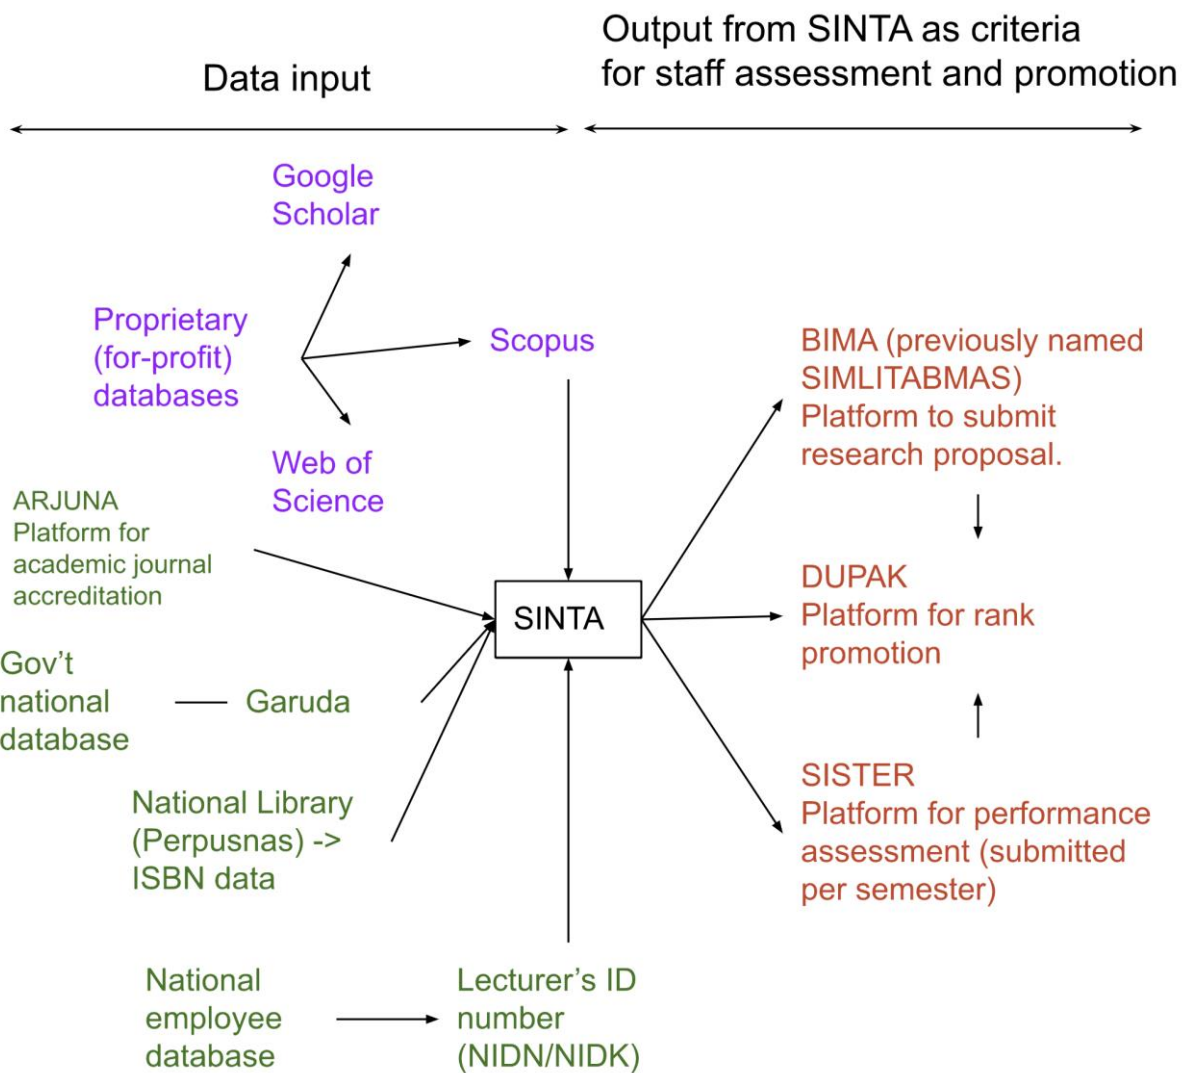 Data input
Output from SINTA as criteria
for staff assessment and promotion
Google
Scholar
Proprietary
(for-profit)
databases
Scopus
Web of
Science
ARJUNA
Platform for
academic journal
accreditation
Gov't
national
database
Garuda
National Library
(Perpusnas) ->
ISBN data
National
employee
database
Lecturer's ID
number
(NIDN/NIDK)
SINTA
BIMA (previously named
SIMLITABMAS)
Platform to submit
research proposal.
DUPAK
Platform for rank
promotion
SISTER
Platform for performance
assessment (submitted
per semester)